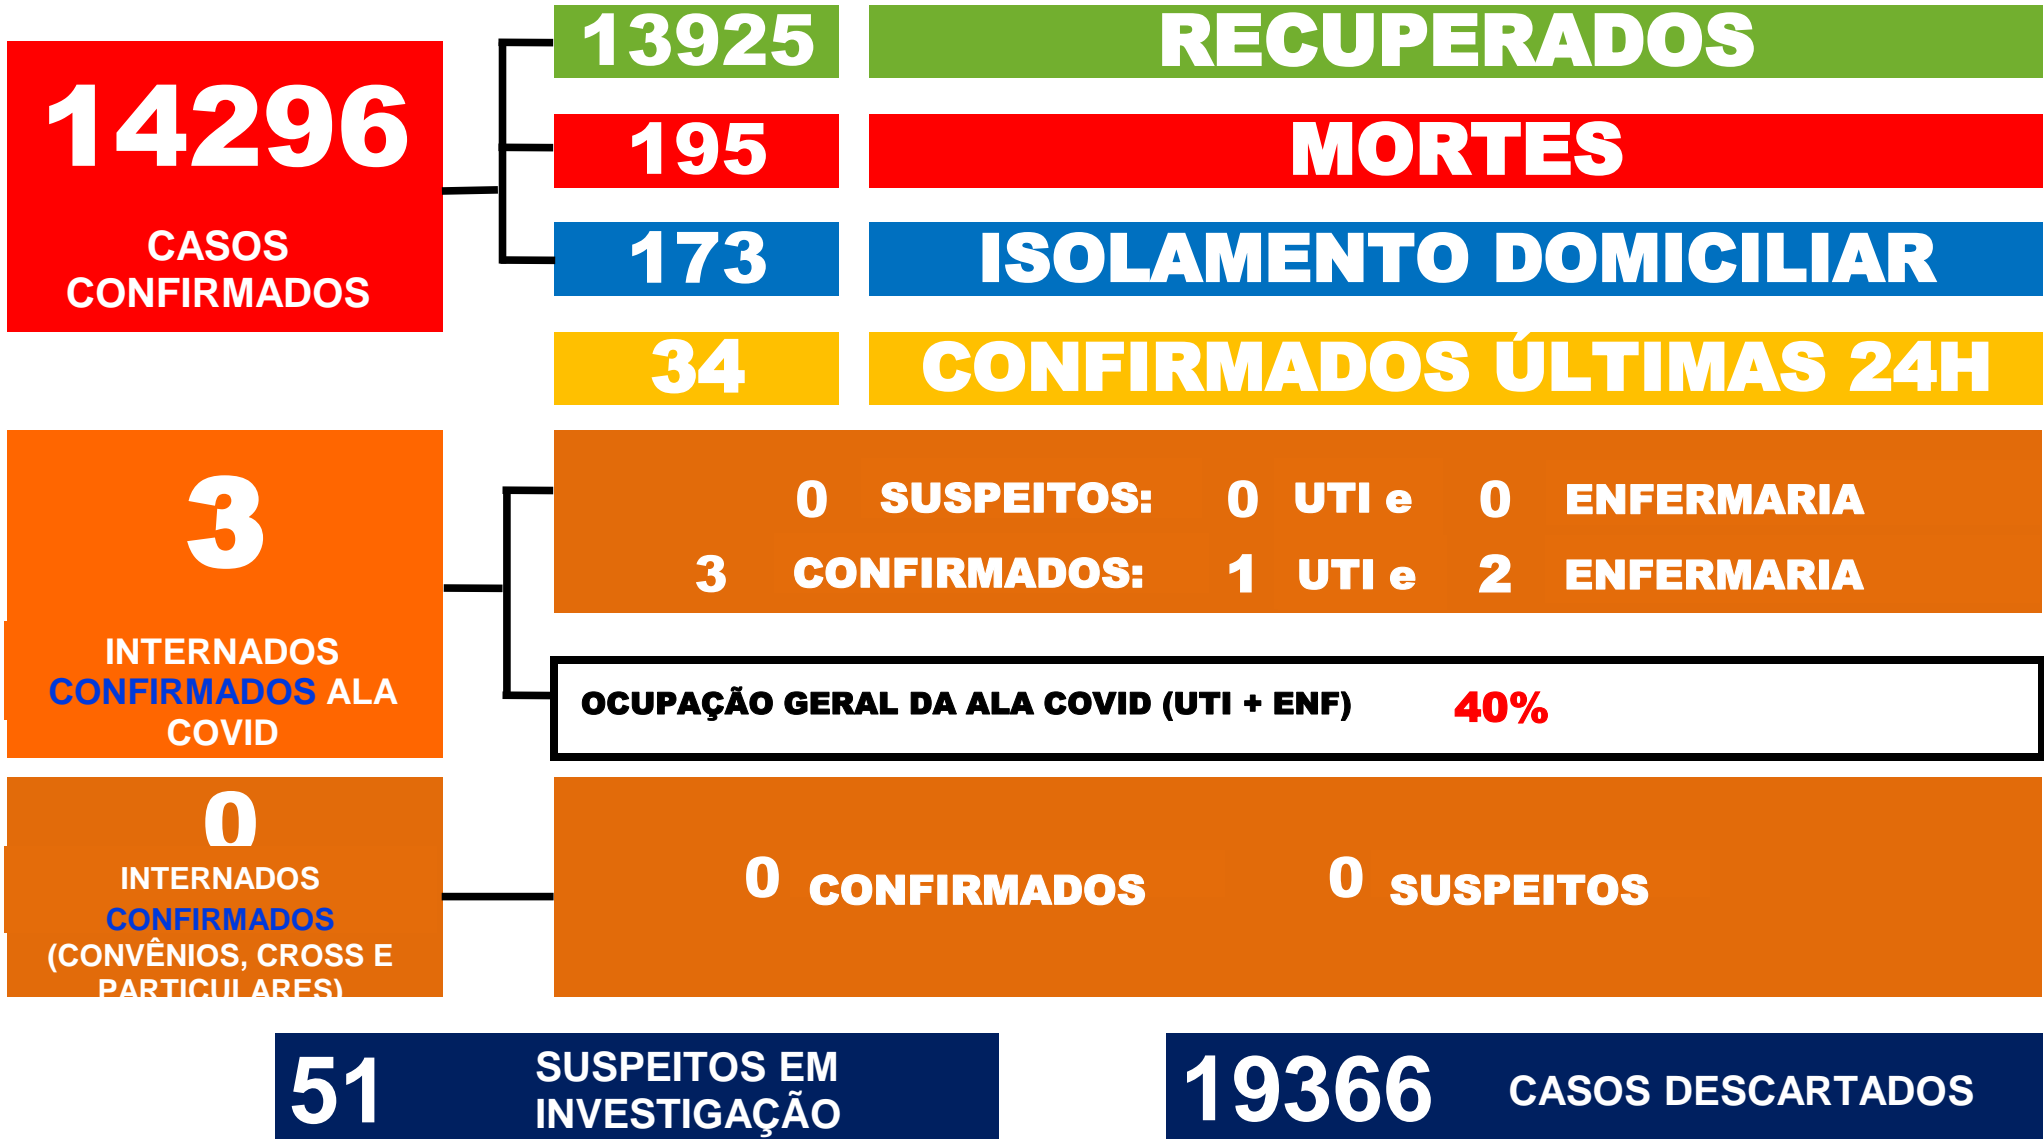 14296
CASOS
CONFIRMADOS
13925 RECUPERADOS
195 MORTES
173 ISOLAMENTO DOMICILIAR
34 CONFIRMADOS ÚLTIMAS 24H
3
INTERNADOS
CONFIRMADOS ALA
COVID
0 SUSPEITOS: 0 UTI e 0 ENFERMARIA
3 CONFIRMADOS: 1 UTI e 2 ENFERMARIA
OCUPAÇÃO GERAL DA ALA COVID (UTI + ENF) 40%
0
INTERNADOS
CONFIRMADOS
(CONVÊNIOS, CROSS E
PARTICULARES)
0 CONFIRMADOS 0 SUSPEITOS
51 SUSPEITOS EM
INVESTIGAÇÃO
19366 CASOS DESCARTADOS